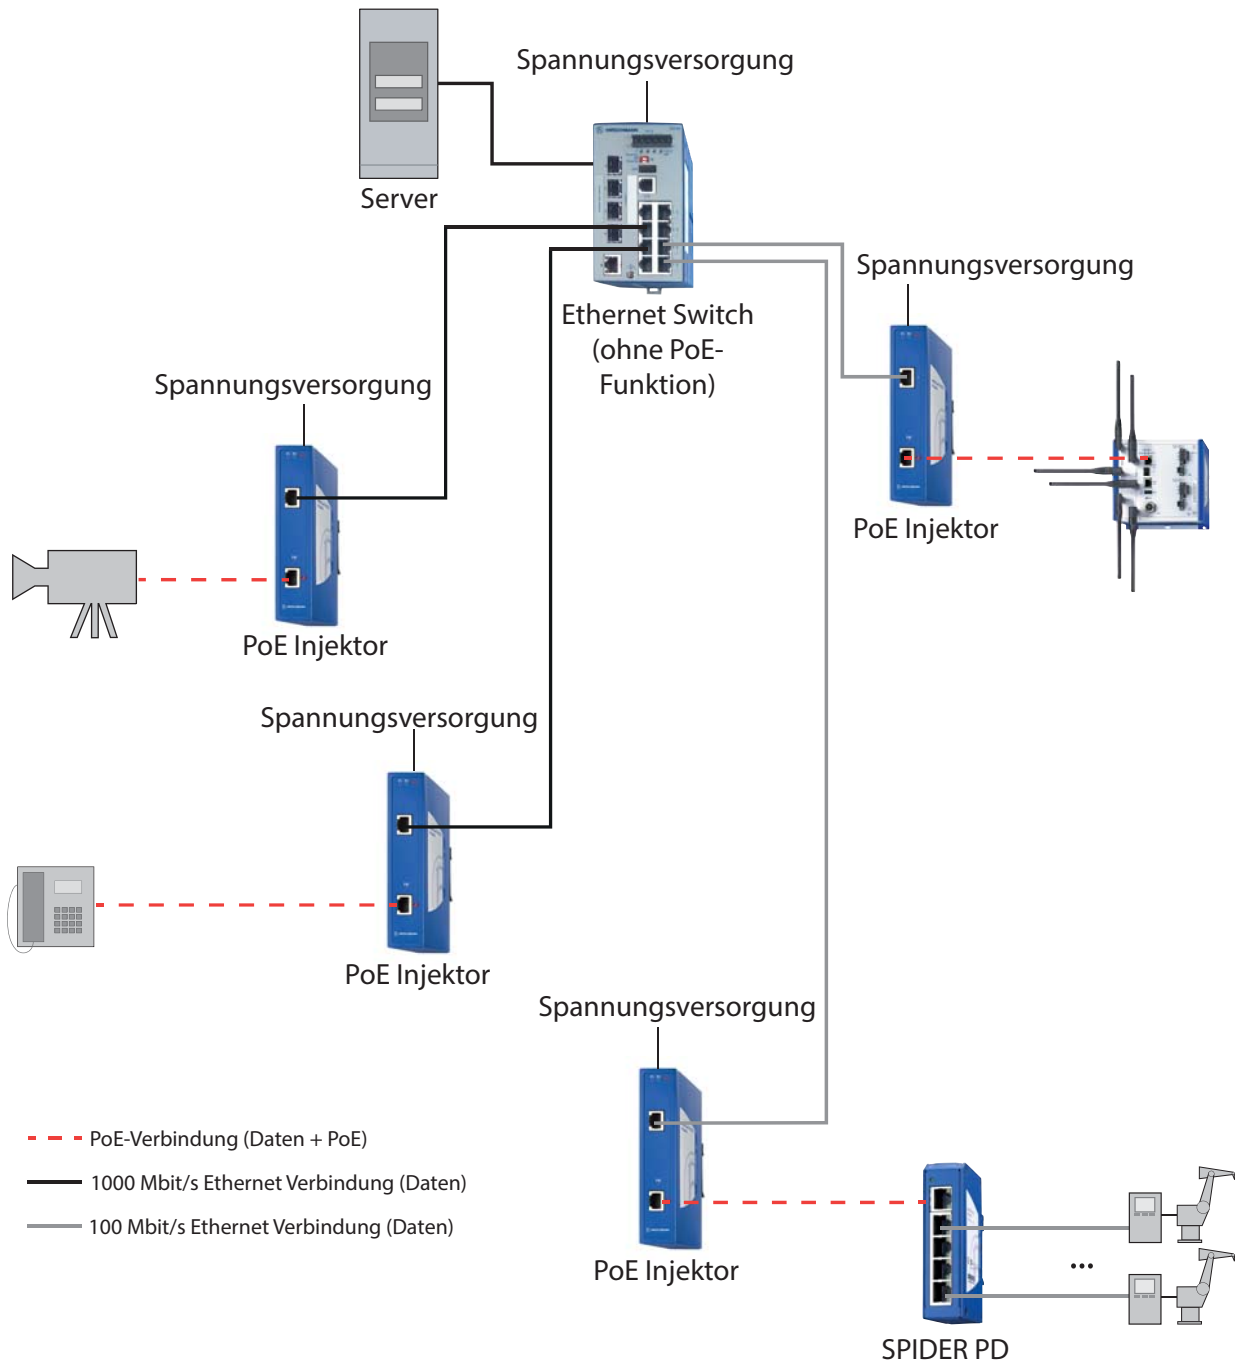 Spannungsversorgung
Server
Ethernet Switch
(ohne PoE-
Funktion)
Spannungsversorgung
PoE Injektor
Spannungsversorgung
PoE Injektor
Spannungsversorgung
PoE Injektor
Spannungsversorgung
PoE Injektor
SPIDER PD
...
PoE-Verbindung (Daten + PoE)
1000 Mbit/s Ethernet Verbindung (Daten)
100 Mbit/s Ethernet Verbindung (Daten)